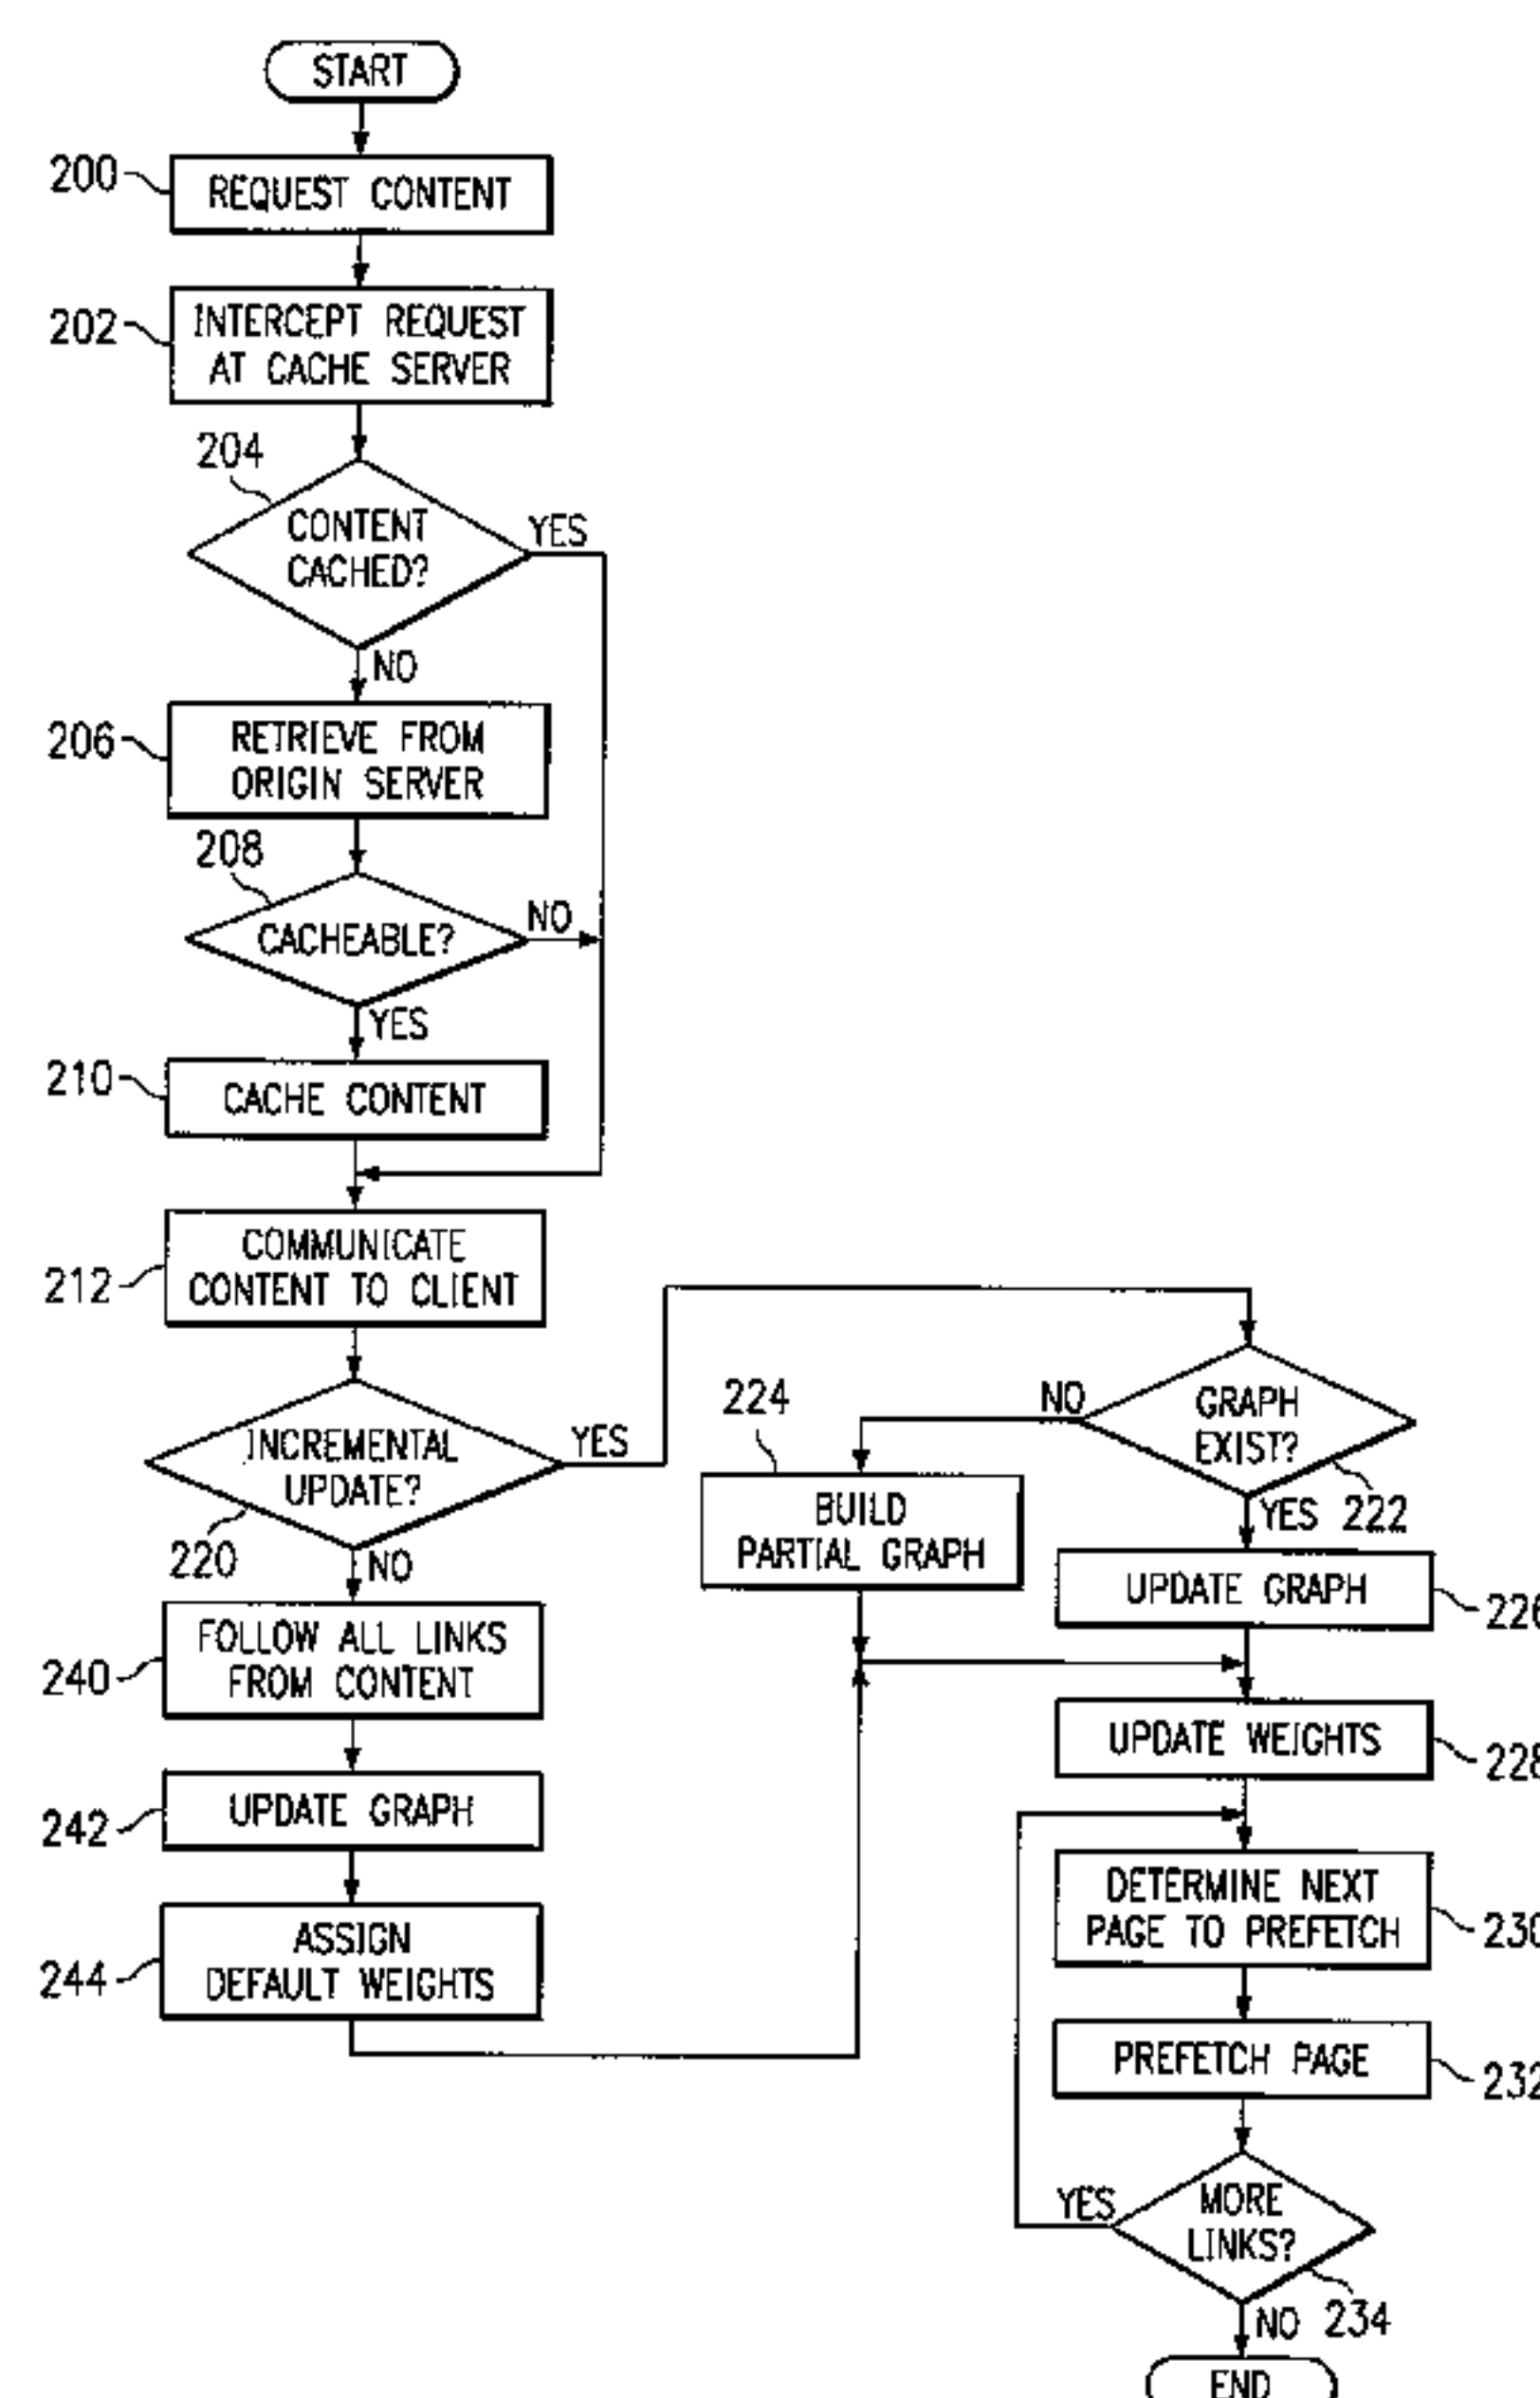 START
200
REQUEST CONTENT
202
INTERCEPT REQUEST
AT CACHE SERVER
204
CONTENT
CACHED?
YES
NO
206
RETRIEVE FROM
ORIGIN SERVER
208
CACHEABLE?
NO
YES
210
CACHE CONTENT
212
COMMUNICATE
CONTENT TO CLIENT
INCREMENTAL
UPDATE?
YES
220
NO
240
FOLLOW ALL LINKS
FROM CONTENT
242
UPDATE GRAPH
244
ASSIGN
DEFAULT WEIGHTS
GRAPH
EXIST?
NO
YES
222
224
BUILD
PARTIAL GRAPH
UPDATE GRAPH
226
UPDATE WEIGHTS
228
DETERMINE NEXT
PAGE TO PREFETCH
230
PREFETCH PAGE
232
MORE
LINKS?
YES
NO
234
END